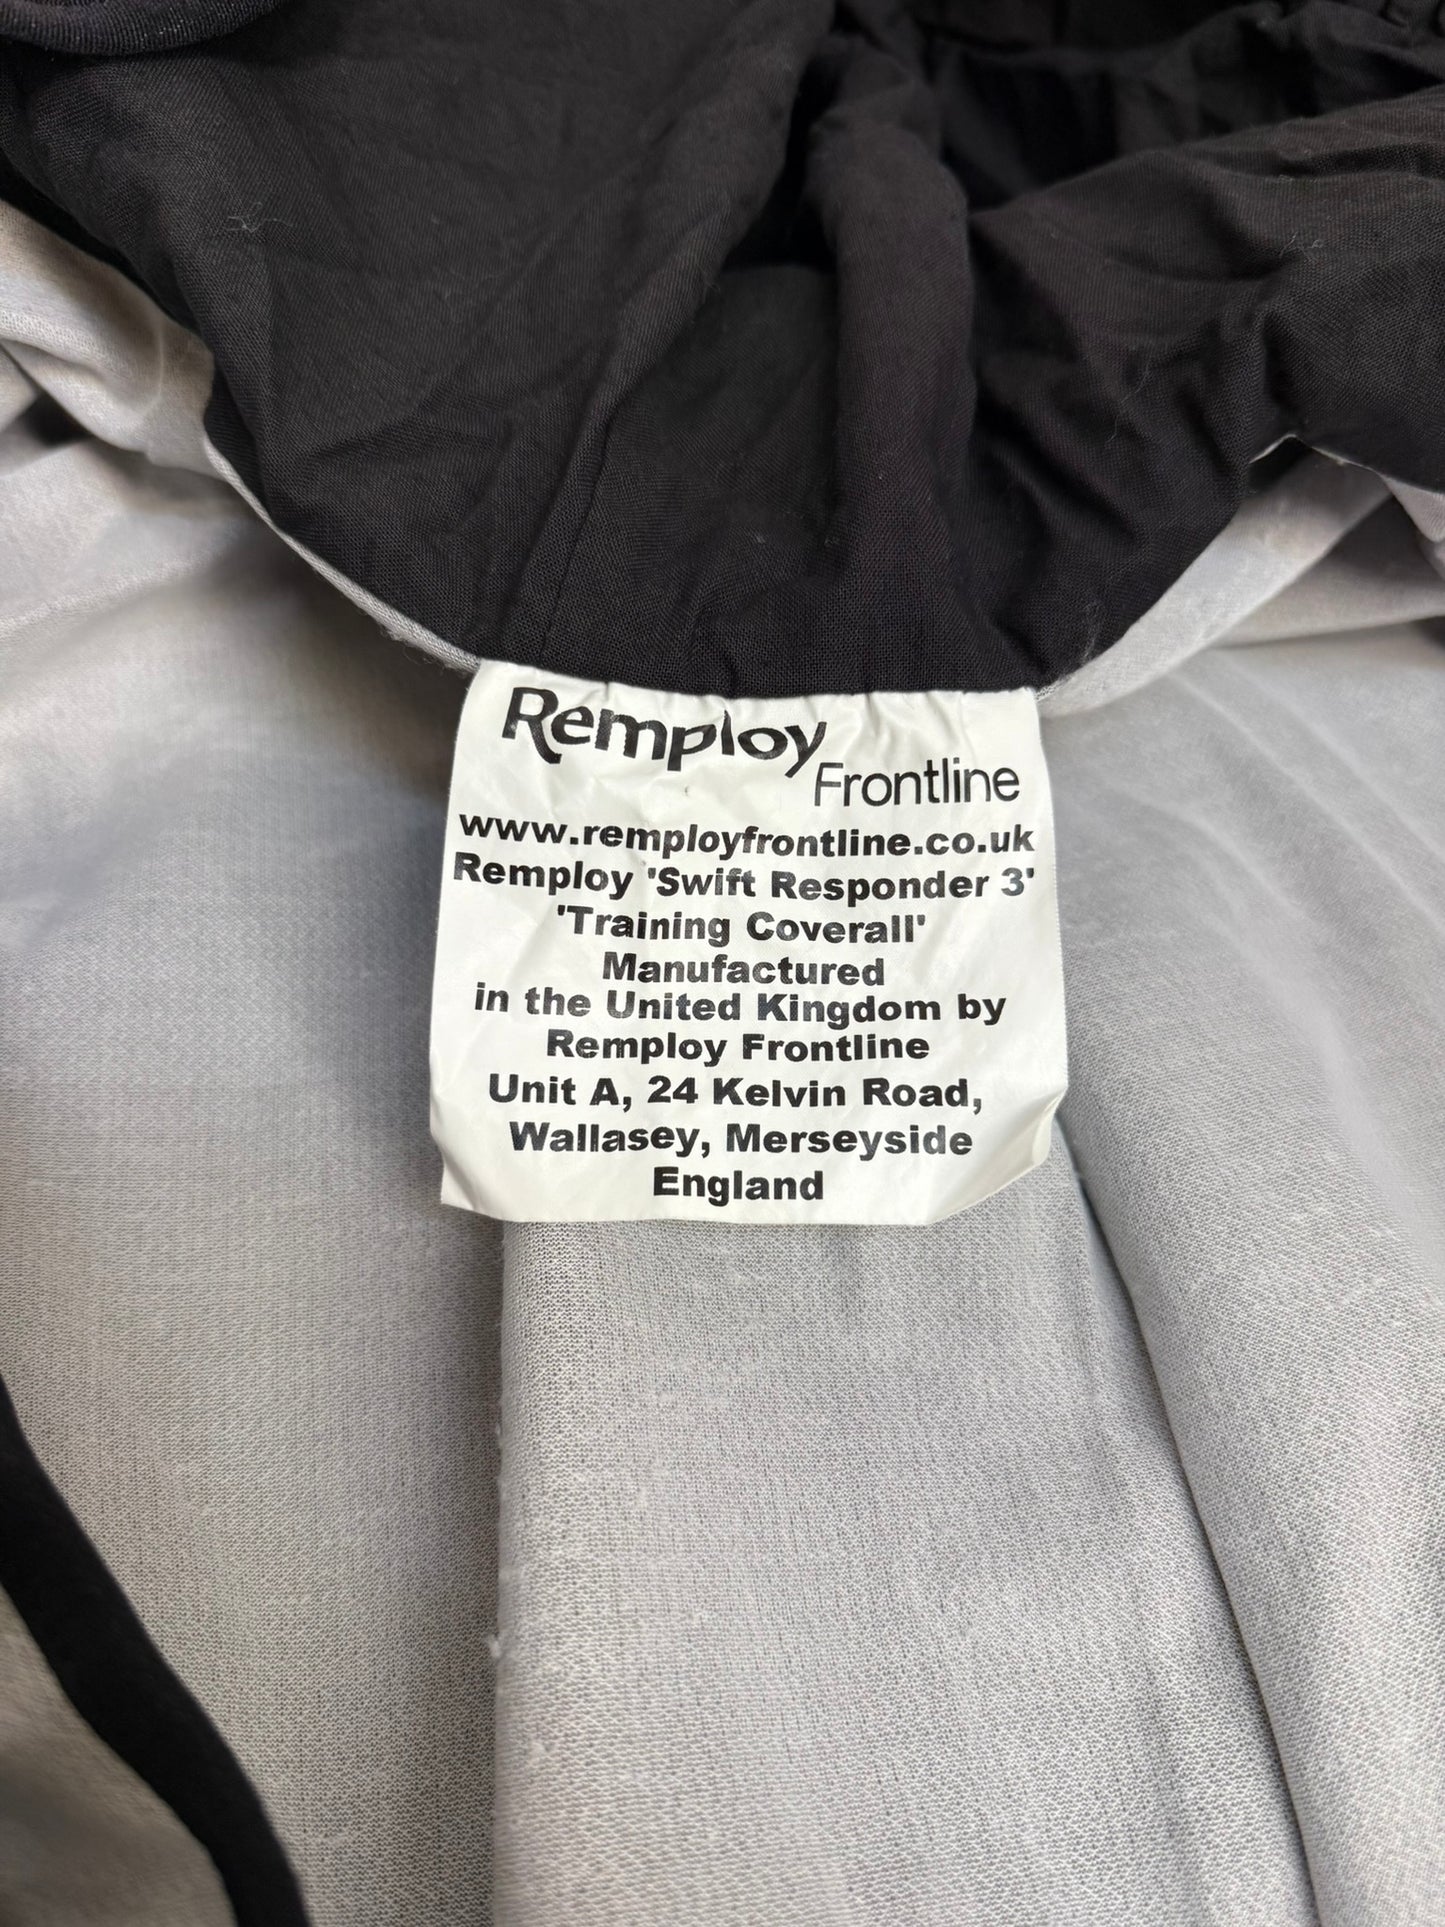 Remploy
Frontline
www.remployfrontline.co.uk
Remploy 'Swift Responder 3'
'Training Coverall'
Manufactured
in the United Kingdom by
Remploy Frontline
Unit A, 24 Kelvin Road,
Wallasey, Merseyside
England